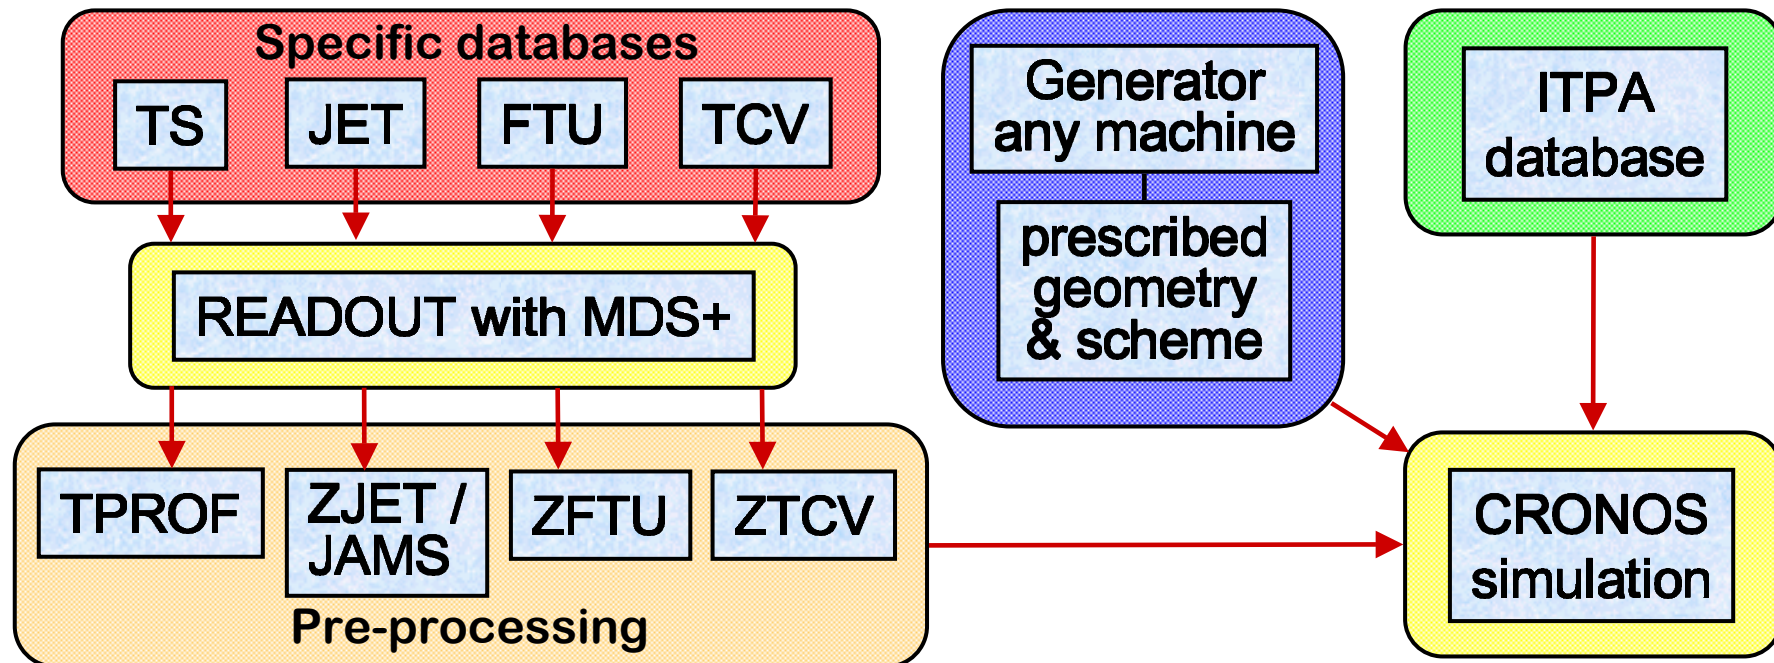 Specific databases
TS
JET
FTU
TCV
READOUT with MDS+
TPROF
ZJET /
JAMS
ZFTU
ZTCV
Pre-processing
Generator
any machine
prescribed
geometry
& scheme
ITPA
database
CRONOS
simulation